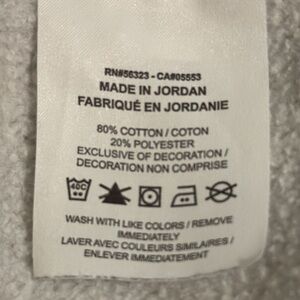 RN#56323 - CA#05553
MADE IN JORDAN
FABRIQUÉ EN JORDANIE
80% COTTON / COTON
20% POLYESTER
EXCLUSIVE OF DECORATION /
DECORATION NON COMPRISE
40C
WASH WITH LIKE COLORS / REMOVE
IMMEDIATELY
LAVER AVEC COULEURS SIMILAIRES /
ENLEVER IMMEDIATEMENT